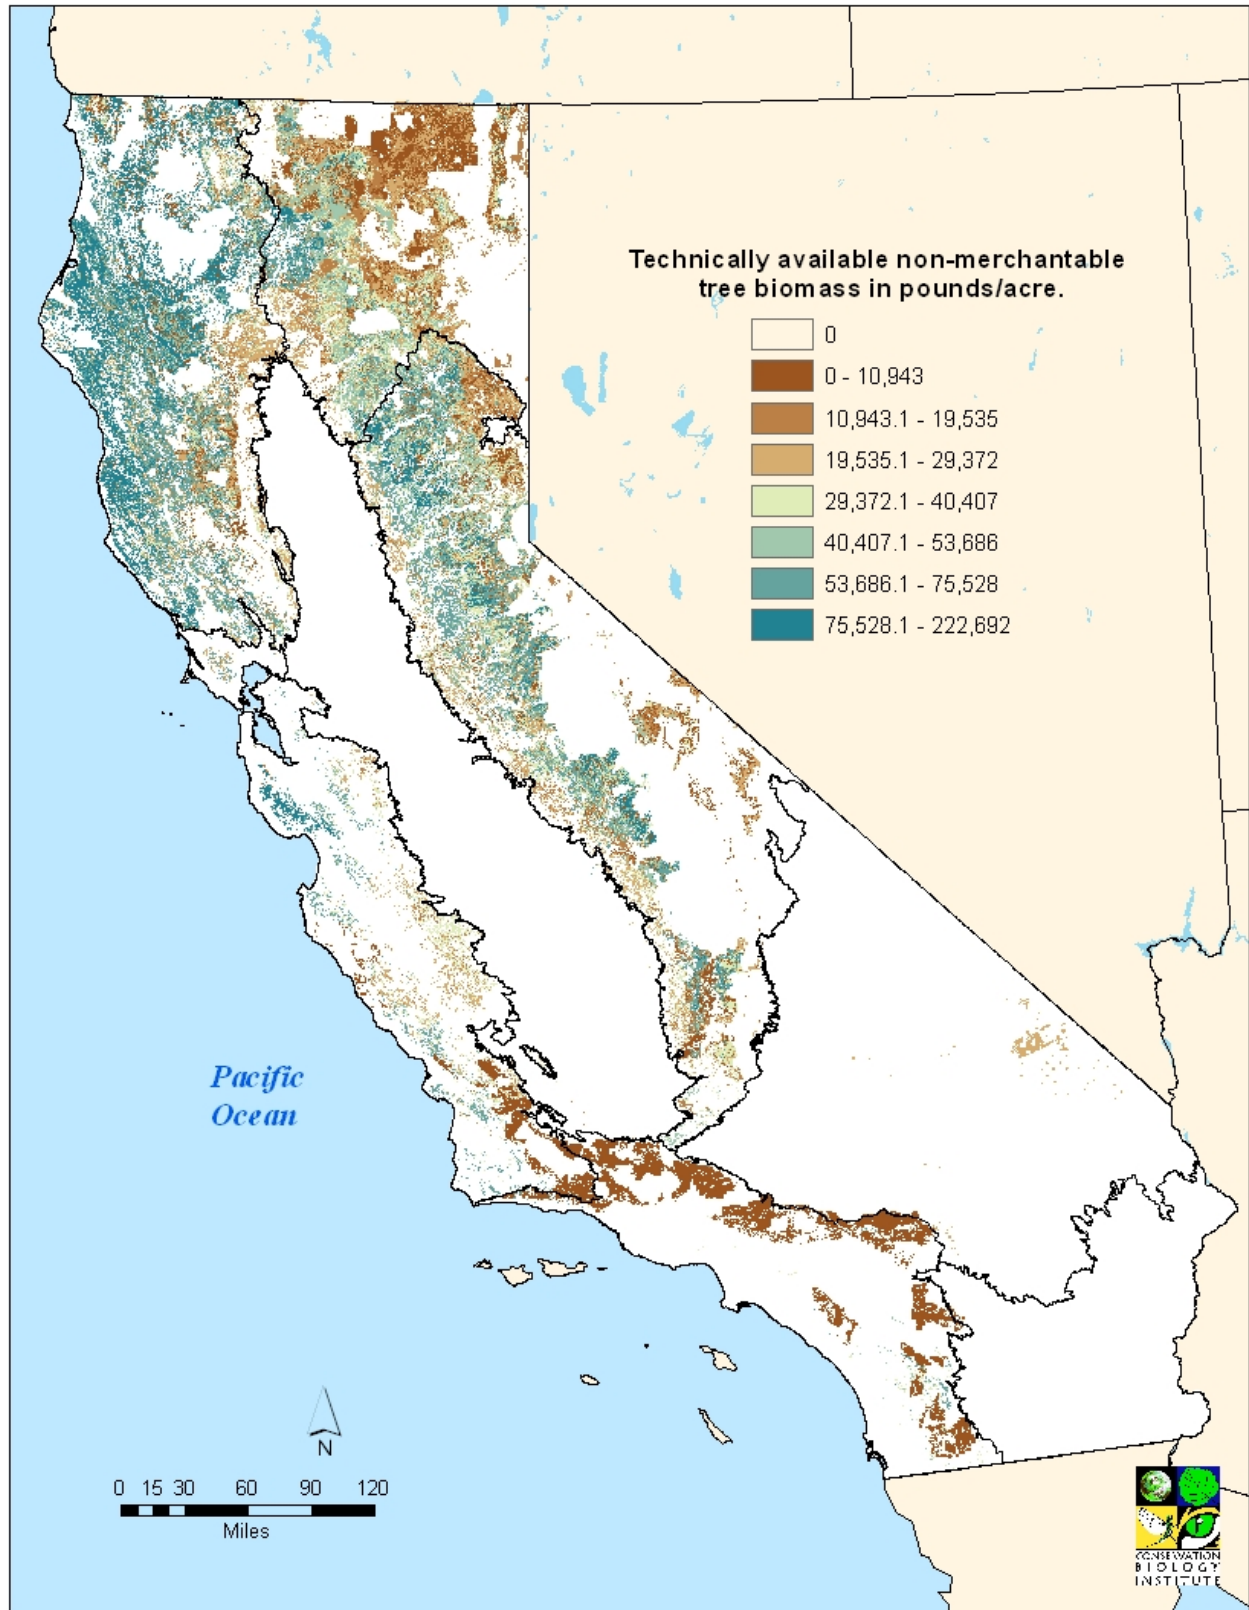 Technically available non-merchantable
tree biomass in pounds/acre.
0
0 - 10,943
10,943.1 - 19,535
19,535.1 - 29,372
29,372.1 - 40,407
40,407.1 - 53,686
53,686.1 - 75,528
75,528.1 - 222,692
Pacific
Ocean
N
0 15 30 60 90 120
Miles
CONSERVATION
BIOLOGY
INSTITUTE